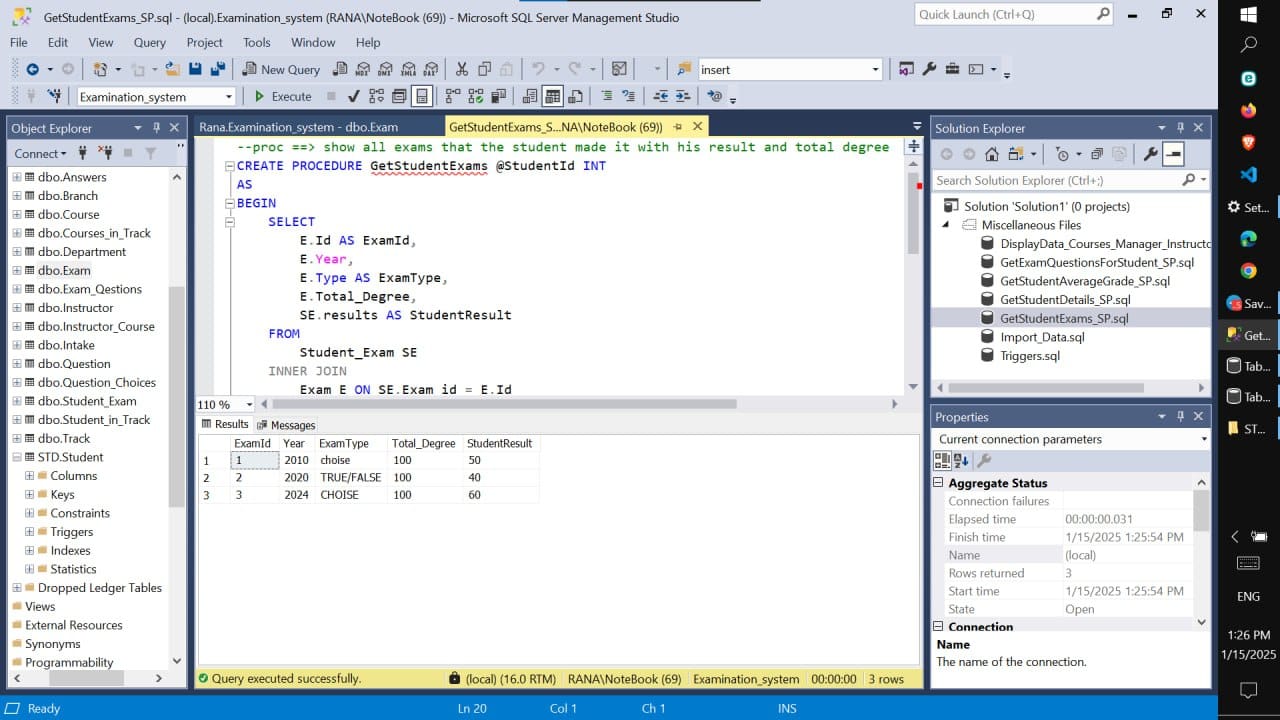 GetStudentExams_SP.sql - (local).Examination_system (RANA\NoteBook (69)) - Microsoft SQL Server Management Studio
Quick Launch (Ctrl+Q)
File Edit View Query Project Tools Window Help
New Query
MDX DMX XMLA DAX
insert
Examination_system
Execute
Object Explorer
Connect
dbo.Answers
dbo.Branch
dbo.Course
dbo.Courses_in_Track
dbo.Department
dbo.Exam
dbo.Exam_Qestions
dbo.Instructor
dbo.Instructor_Course
dbo.Intake
dbo.Question
dbo.Question_Choices
dbo.Student_Exam
dbo.Student_in_Track
dbo.Track
STD.Student
Columns
Keys
Constraints
Triggers
Indexes
Statistics
Dropped Ledger Tables
Views
External Resources
Synonyms
Programmability
Rana.Examination_system - dbo.Exam
GetStudentExams_S...NA\NoteBook (69))
--proc ==> show all exams that the student made it with his result and total degree
CREATE PROCEDURE GetStudentExams @StudentId INT
AS
BEGIN
SELECT
E.Id AS ExamId,
E.Year,
E.Type AS ExamType,
E.Total_Degree,
SE.results AS StudentResult
FROM
Student_Exam SE
INNER JOIN
Exam E ON SE.Exam_id = E.Id
110 %
Results Messages
ExamId Year ExamType Total_Degree StudentResult
1 1 2010 choise 100 50
2 2 2020 TRUE/FALSE 100 40
3 3 2024 CHOISE 100 60
Query executed successfully. (local) (16.0 RTM) RANA\NoteBook (69) Examination_system 00:00:00 3 rows
Solution Explorer
Search Solution Explorer (Ctrl+;)
Solution 'Solution1' (0 projects)
Miscellaneous Files
DisplayData_Courses_Manager_Instructo
GetExamQuestionsForStudent_SP.sql
GetStudentAverageGrade_SP.sql
GetStudentDetails_SP.sql
GetStudentExams_SP.sql
Import_Data.sql
Triggers.sql
Properties
Current connection parameters
Aggregate Status
Connection failures
Elapsed time 00:00:00.031
Finish time 1/15/2025 1:25:54 PM
Name (local)
Rows returned 3
Start time 1/15/2025 1:25:54 PM
State Open
Connection
Name
The name of the connection.
Ready Ln 20 Col 1 Ch 1 INS
Set...
Sav...
Get...
Tab...
Tab...
ST...
ENG
1:26 PM
1/15/2025